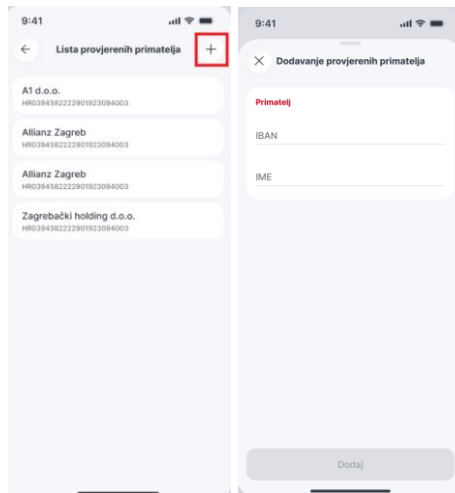 9:41
Lista provjerenih primatelja
A1 d.o.o.
HR0394582222901923094003
Allianz Zagreb
HR0394582222901923094003
Allianz Zagreb
HR0394582222901923094003
Zagrebački holding d.o.o.
HR0394582222901923094003
9:41
Dodavanje provjerenih primatelja
Primatelj
IBAN
IME
Dodaj